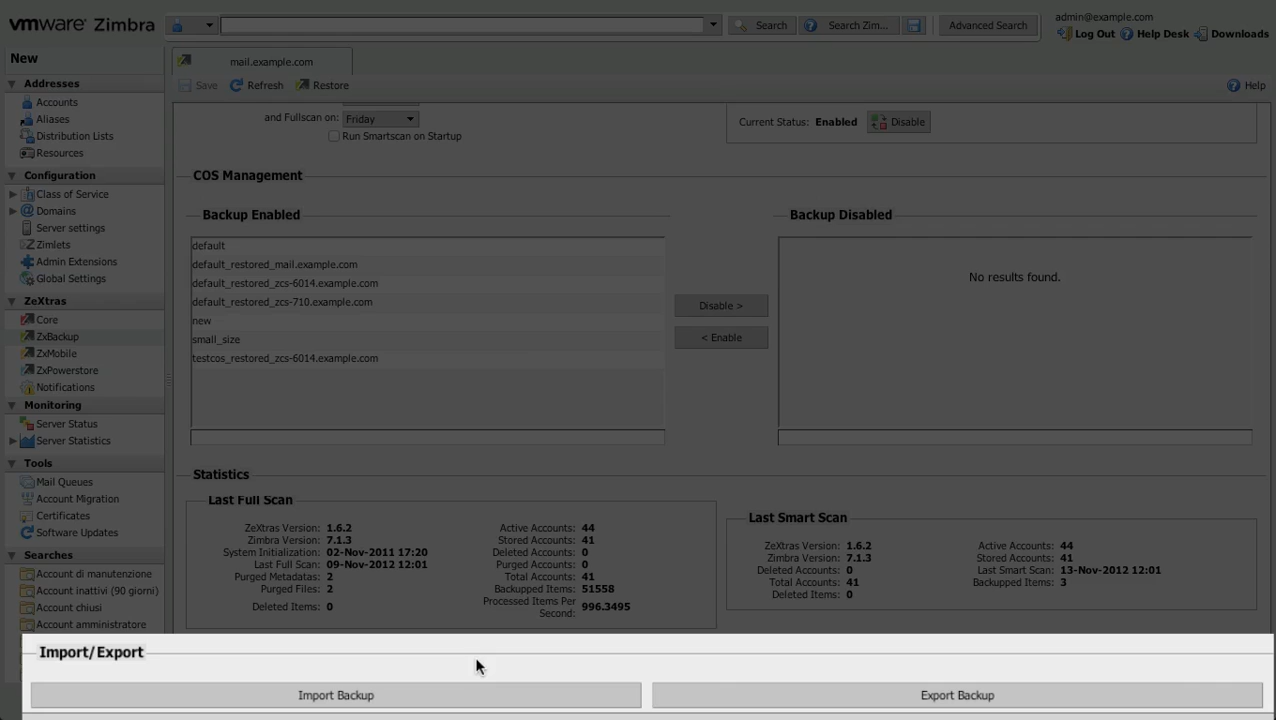 vmware Zimbra
Search
Search Zim...
Advanced Search
admin@example.com
Log Out
Help Desk
Downloads
New
Addresses
Accounts
Aliases
Distribution Lists
Resources
Configuration
Class of Service
Domains
Server settings
Zimlets
Admin Extensions
Global Settings
ZeXtras
Core
ZxBackup
ZxMobile
ZxPowerstore
Notifications
Monitoring
Server Status
Server Statistics
Tools
Mail Queues
Account Migration
Certificates
Software Updates
Searches
Account di manutenzione
Account inattivi (90 giorni)
Account chiusi
Account amministratore
mail.example.com
Save
Refresh
Restore
Help
and Fullscan on:
Friday
Run Smartscan on Startup
Current Status: Enabled
Disable
COS Management
Backup Enabled
default
default_restored_mail.example.com
default_restored_zcs-6014.example.com
default_restored_zcs-710.example.com
new
small_size
testcos_restored_zcs-6014.example.com
Disable >
< Enable
Backup Disabled
No results found.
Statistics
Last Full Scan
ZeXtras Version: 1.6.2
Zimbra Version: 7.1.3
System Initialization: 02-Nov-2011 17:20
Last Full Scan: 09-Nov-2012 12:01
Purged Metadatas: 2
Purged Files: 2
Deleted Items: 0
Active Accounts: 44
Stored Accounts: 41
Deleted Accounts: 0
Purged Accounts: 0
Total Accounts: 41
Backupped Items: 51558
Processed Items Per
Second: 996.3495
Last Smart Scan
ZeXtras Version: 1.6.2
Zimbra Version: 7.1.3
Deleted Accounts: 0
Total Accounts: 41
Active Accounts: 44
Stored Accounts: 41
Last Smart Scan: 13-Nov-2012 12:01
Backupped Items: 3
Deleted Items: 0
Import/Export
Import Backup
Export Backup